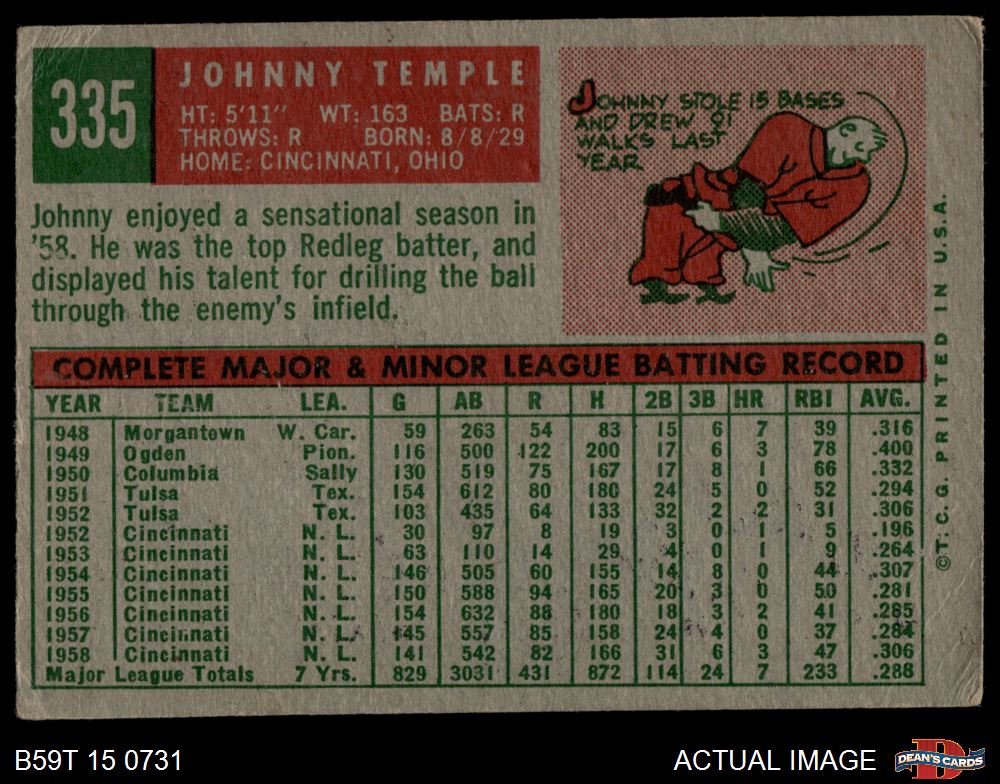 335
JOHNNY TEMPLE
HT: 5'11" WT: 163 BATS: R
THROWS: R BORN: 8/8/29
HOME: CINCINNATI, OHIO
JOHNNY STOLE 15 BASES
AND DREW 91
WALKS LAST
YEAR
Johnny enjoyed a sensational season in
'58. He was the top Redleg batter, and
displayed his talent for drilling the ball
through the enemy's infield.
COMPLETE MAJOR & MINOR LEAGUE BATTING RECORD
YEAR TEAM LEA. G AB R H 2B 3B HR RBI AVG.
1948 Morgantown W. Car. 59 263 54 83 15 6 7 39 .316
1949 Ogden Pion. 116 500 122 200 17 6 3 78 .400
1950 Columbia Sally 130 519 75 167 17 8 1 66 .332
1951 Tulsa Tex. 154 612 80 180 24 5 0 52 .294
1952 Tulsa Tex. 103 435 64 133 32 2 2 31 .306
1952 Cincinnati N. L. 30 97 8 19 3 0 1 5 .196
1953 Cincinnati N. L. 63 110 14 29 4 0 1 9 .264
1954 Cincinnati N. L. 146 505 60 155 14 8 0 44 .307
1955 Cincinnati N. L. 150 588 94 165 20 3 0 50 .281
1956 Cincinnati N. L. 154 632 88 180 18 3 2 41 .285
1957 Cincinnati N. L. 145 557 85 158 24 4 0 37 .284
1958 Cincinnati N. L. 141 542 82 166 31 6 3 47 .306
Major League Totals 7 Yrs. 829 3031 431 872 114 24 7 233 .288
©T. C. G. PRINTED IN U.S.A.
B59T 15 0731
ACTUAL IMAGE
DEAN'S CARDS